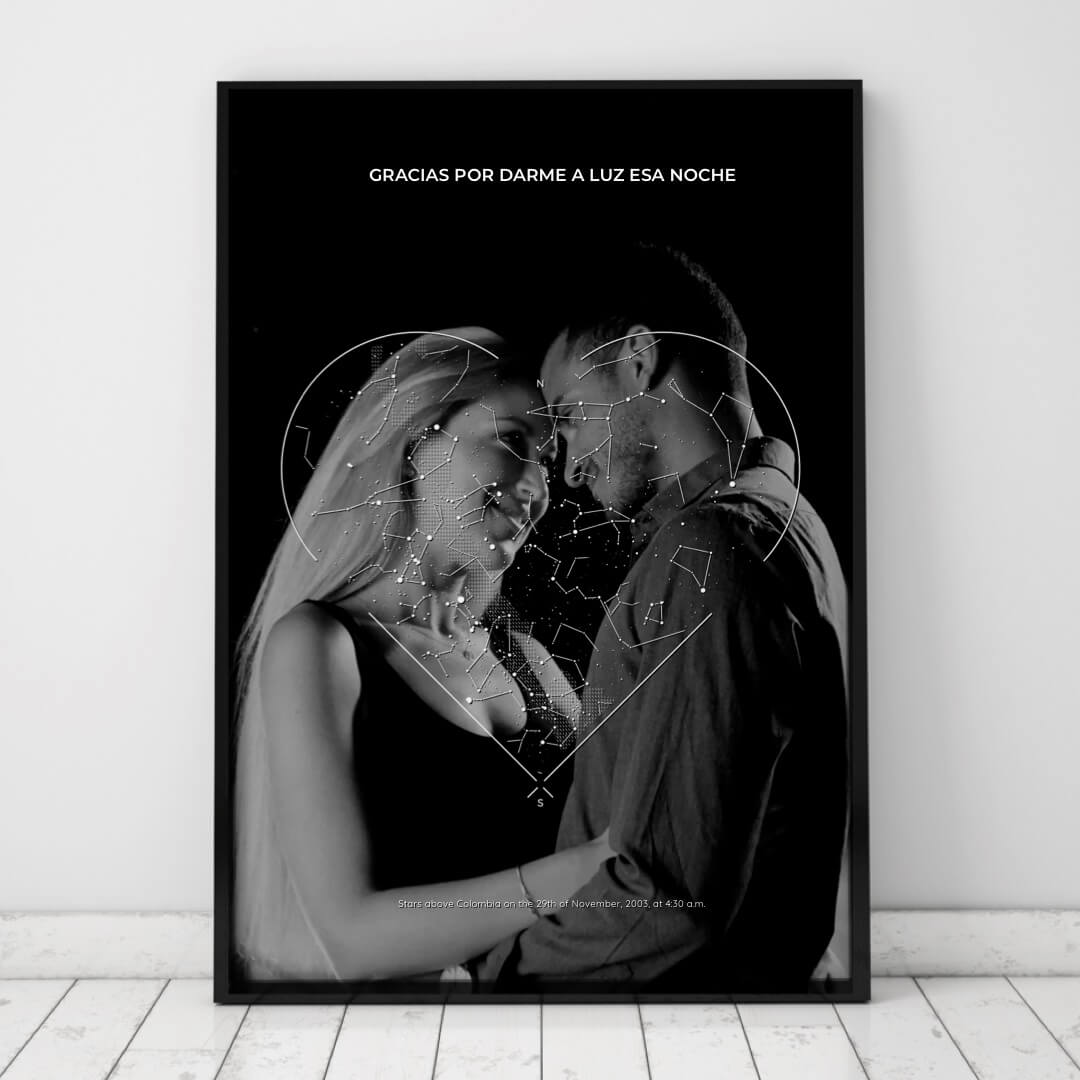 GRACIAS POR DARME A LUZ ESA NOCHE
N
S
Stars above Colombia on the 29th of November, 2003, at 4:30 a.m.